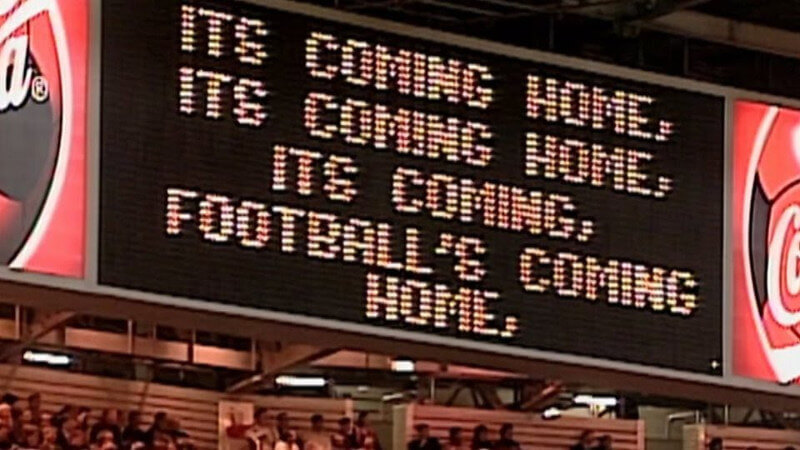 ITS COMING HOME,
ITS COMING HOME,
ITS COMING,
FOOTBALL'S COMING
HOME,